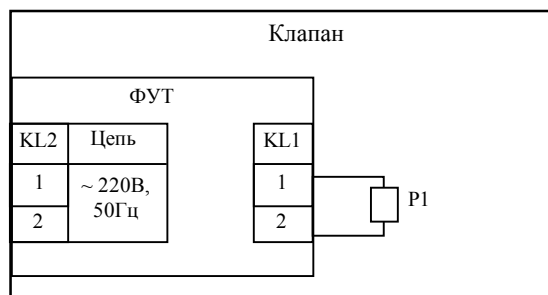 Клапан
ФУТ
KL2 Цепь KL1
1 ~ 220В, 1
50Гц
2 2
P1